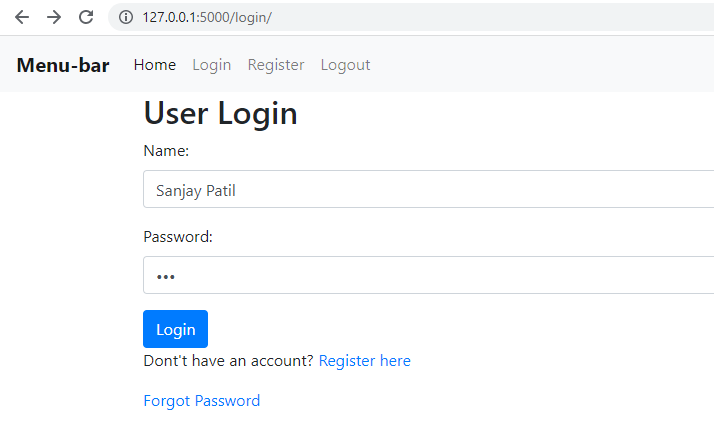 127.0.0.1:5000/login/
Menu-bar Home Login Register Logout
User Login
Name:
Sanjay Patil
Password:
•••
Login
Dont't have an account? Register here
Forgot Password